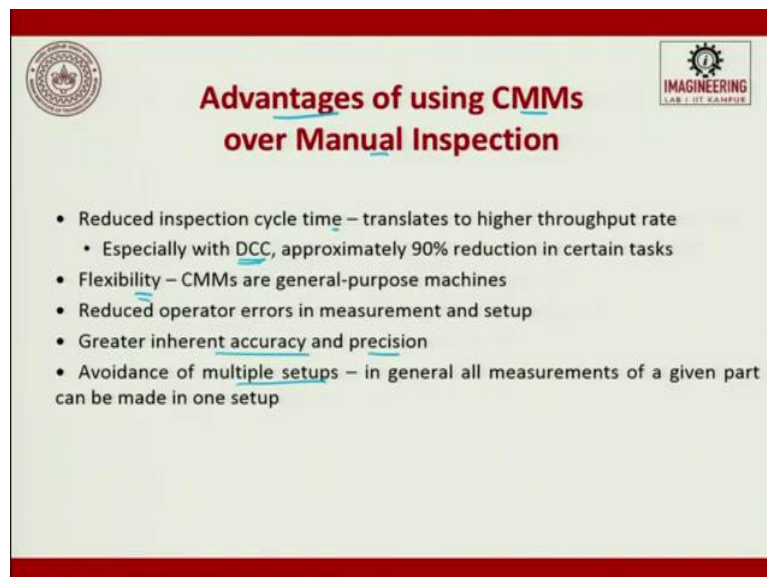 IMAGINEERING
LAB | IIT KANPUR
Advantages of using CMMs
over Manual Inspection
• Reduced inspection cycle time – translates to higher throughput rate
• Especially with DCC, approximately 90% reduction in certain tasks
• Flexibility – CMMs are general-purpose machines
• Reduced operator errors in measurement and setup
• Greater inherent accuracy and precision
• Avoidance of multiple setups – in general all measurements of a given part
can be made in one setup